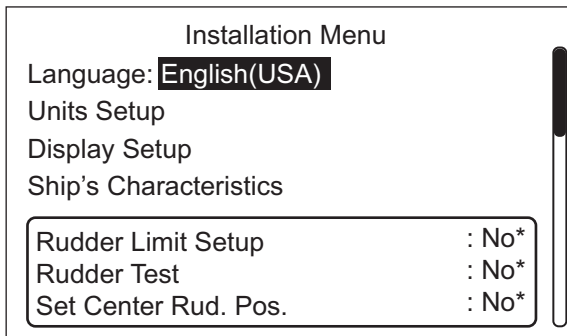 Installation Menu
Language: English(USA)
Units Setup
Display Setup
Ship's Characteristics
Rudder Limit Setup : No*
Rudder Test : No*
Set Center Rud. Pos. : No*